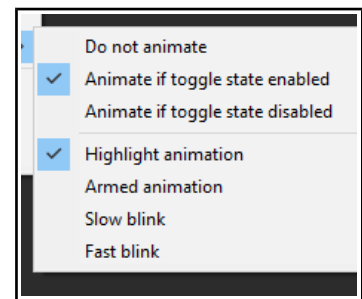 Do not animate
Animate if toggle state enabled
Animate if toggle state disabled
Highlight animation
Armed animation
Slow blink
Fast blink